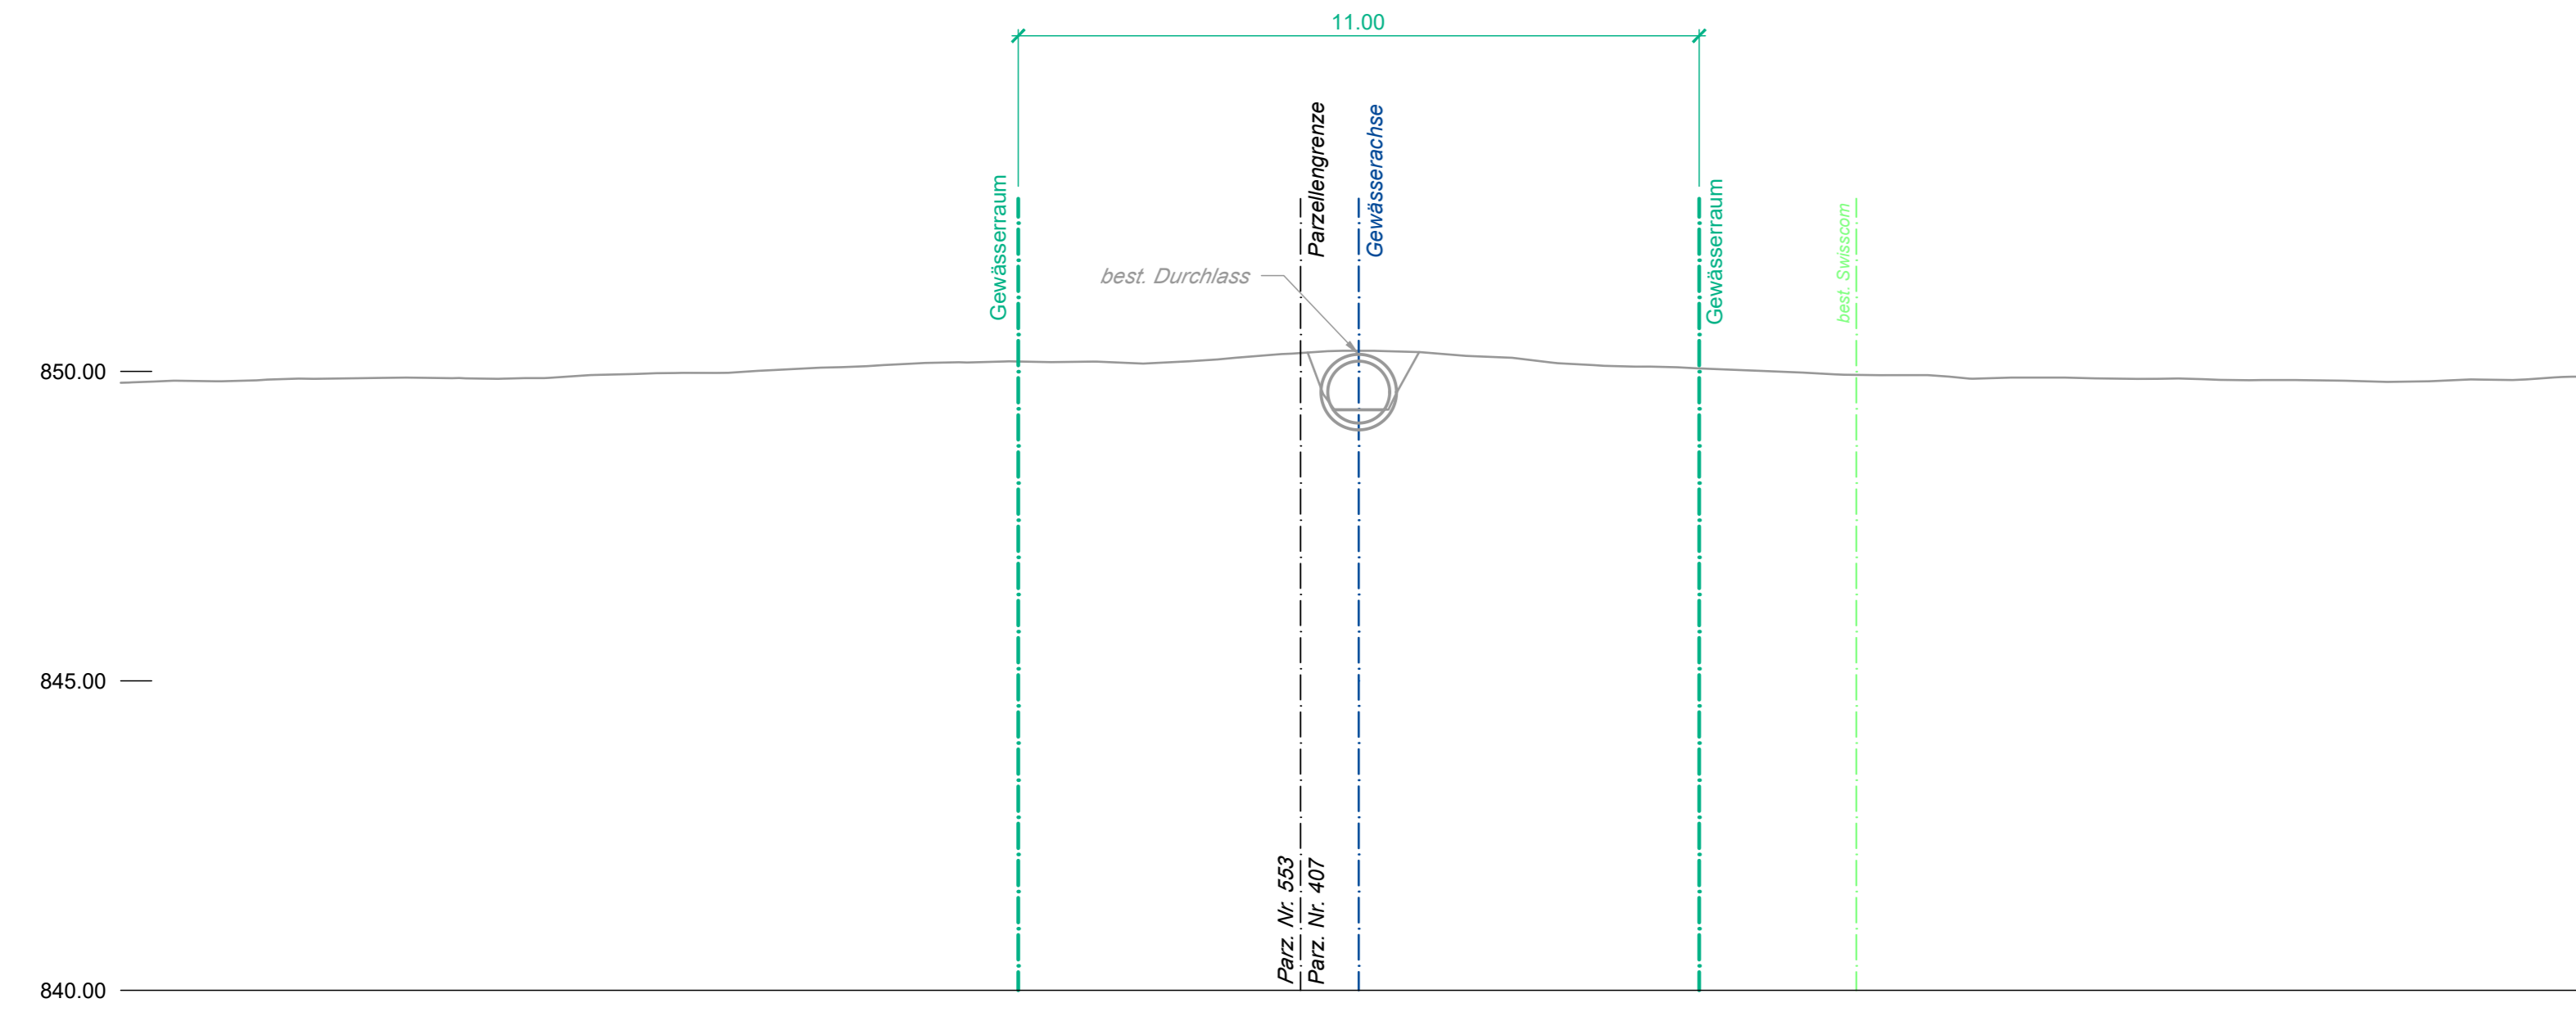 11.00
Gewässerraum
Parzellengrenze
Gewässerachse
Gewässerraum
best. Swisscom
best. Durchlass
850.00
845.00
Parz. Nr. 553
Parz. Nr. 407
840.00